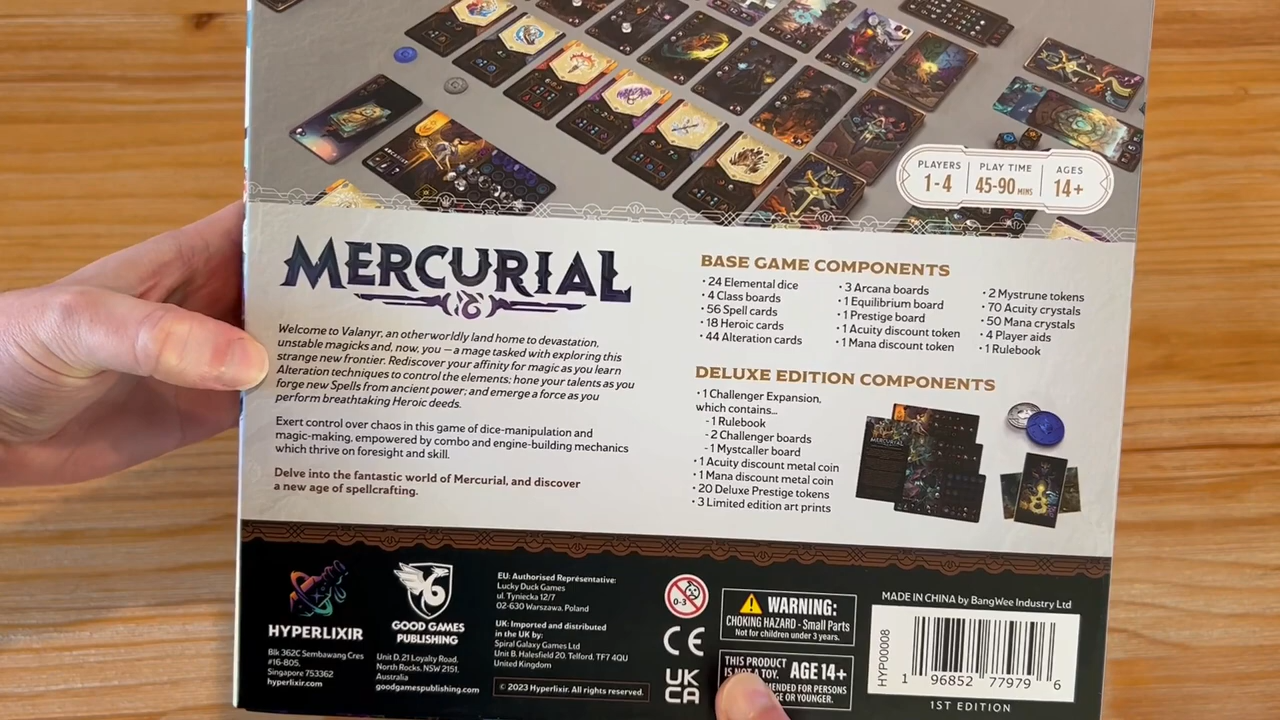 PLAYERS
1-4
PLAY TIME
45-90 MINS
AGES
14+
MERCURIAL
Welcome to Valanyr, an otherworldly land home to devastation,
unstable magicks and, now, you — a mage tasked with exploring this
strange new frontier. Rediscover your affinity for magic as you learn
Alteration techniques to control the elements; hone your talents as you
forge new Spells from ancient power; and emerge a force as you
perform breathtaking Heroic deeds.
Exert control over chaos in this game of dice-manipulation and
magic-making, empowered by combo and engine-building mechanics
which thrive on foresight and skill.
Delve into the fantastic world of Mercurial, and discover
a new age of spellcrafting.
BASE GAME COMPONENTS
• 24 Elemental dice
• 4 Class boards
• 56 Spell cards
• 18 Heroic cards
• 44 Alteration cards
• 3 Arcana boards
• 1 Equilibrium board
• 1 Prestige board
• 1 Acuity discount token
• 1 Mana discount token
• 2 Mystrune tokens
• 70 Acuity crystals
• 50 Mana crystals
• 4 Player aids
• 1 Rulebook
DELUXE EDITION COMPONENTS
• 1 Challenger Expansion,
which contains...
- 1 Rulebook
- 2 Challenger boards
- 1 Mystcaller board
• 1 Acuity discount metal coin
• 1 Mana discount metal coin
• 20 Deluxe Prestige tokens
• 3 Limited edition art prints
MERCURIAL
HYPERLIXIR
Blk 362C Sembawang Cres
#16-805,
Singapore 753362
hyperlixir.com
GOOD GAMES
PUBLISHING
Unit D, 21 Loyalty Road,
North Rocks, NSW 2151,
Australia
goodgamespublishing.com
EU: Authorised Representative:
Lucky Duck Games
ul. Tyniecka 12/7
02-630 Warszawa, Poland
UK: Imported and distributed
in the UK by:
Spiral Galaxy Games Ltd
Unit B, Halesfield 20, Telford, TF7 4QU
United Kingdom
© 2023 Hyperlixir. All rights reserved.
0-3
CE
UK
CA
WARNING:
CHOKING HAZARD - Small Parts
Not for children under 3 years.
THIS PRODUCT
IS NOT A TOY.
AGE 14+
FOR PERSONS
OR YOUNGER.
MADE IN CHINA by BangWee Industry Ltd
HYP00008
1 96852 77979 6
1ST EDITION